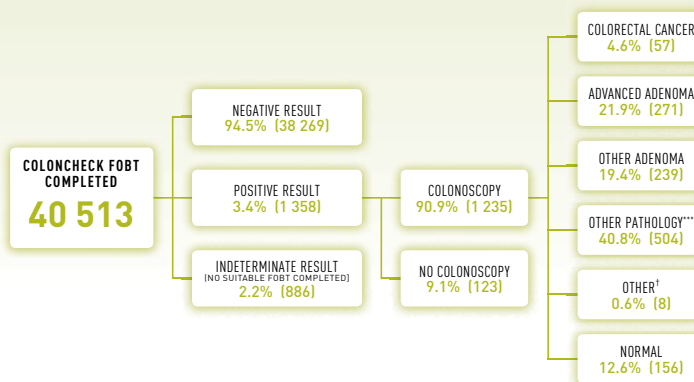 COLONCHECK FOBT
COMPLETED
40 513
NEGATIVE RESULT
94.5% (38 269)
POSITIVE RESULT
3.4% (1 358)
INDETERMINATE RESULT
(NO SUITABLE FOBT COMPLETED)
2.2% (886)
COLONOSCOPY
90.9% (1 235)
NO COLONOSCOPY
9.1% (123)
COLORECTAL CANCER
4.6% (57)
ADVANCED ADENOMA
21.9% (271)
OTHER ADENOMA
19.4% (239)
OTHER PATHOLOGY***
40.8% (504)
OTHER†
0.6% (8)
NORMAL
12.6% (156)